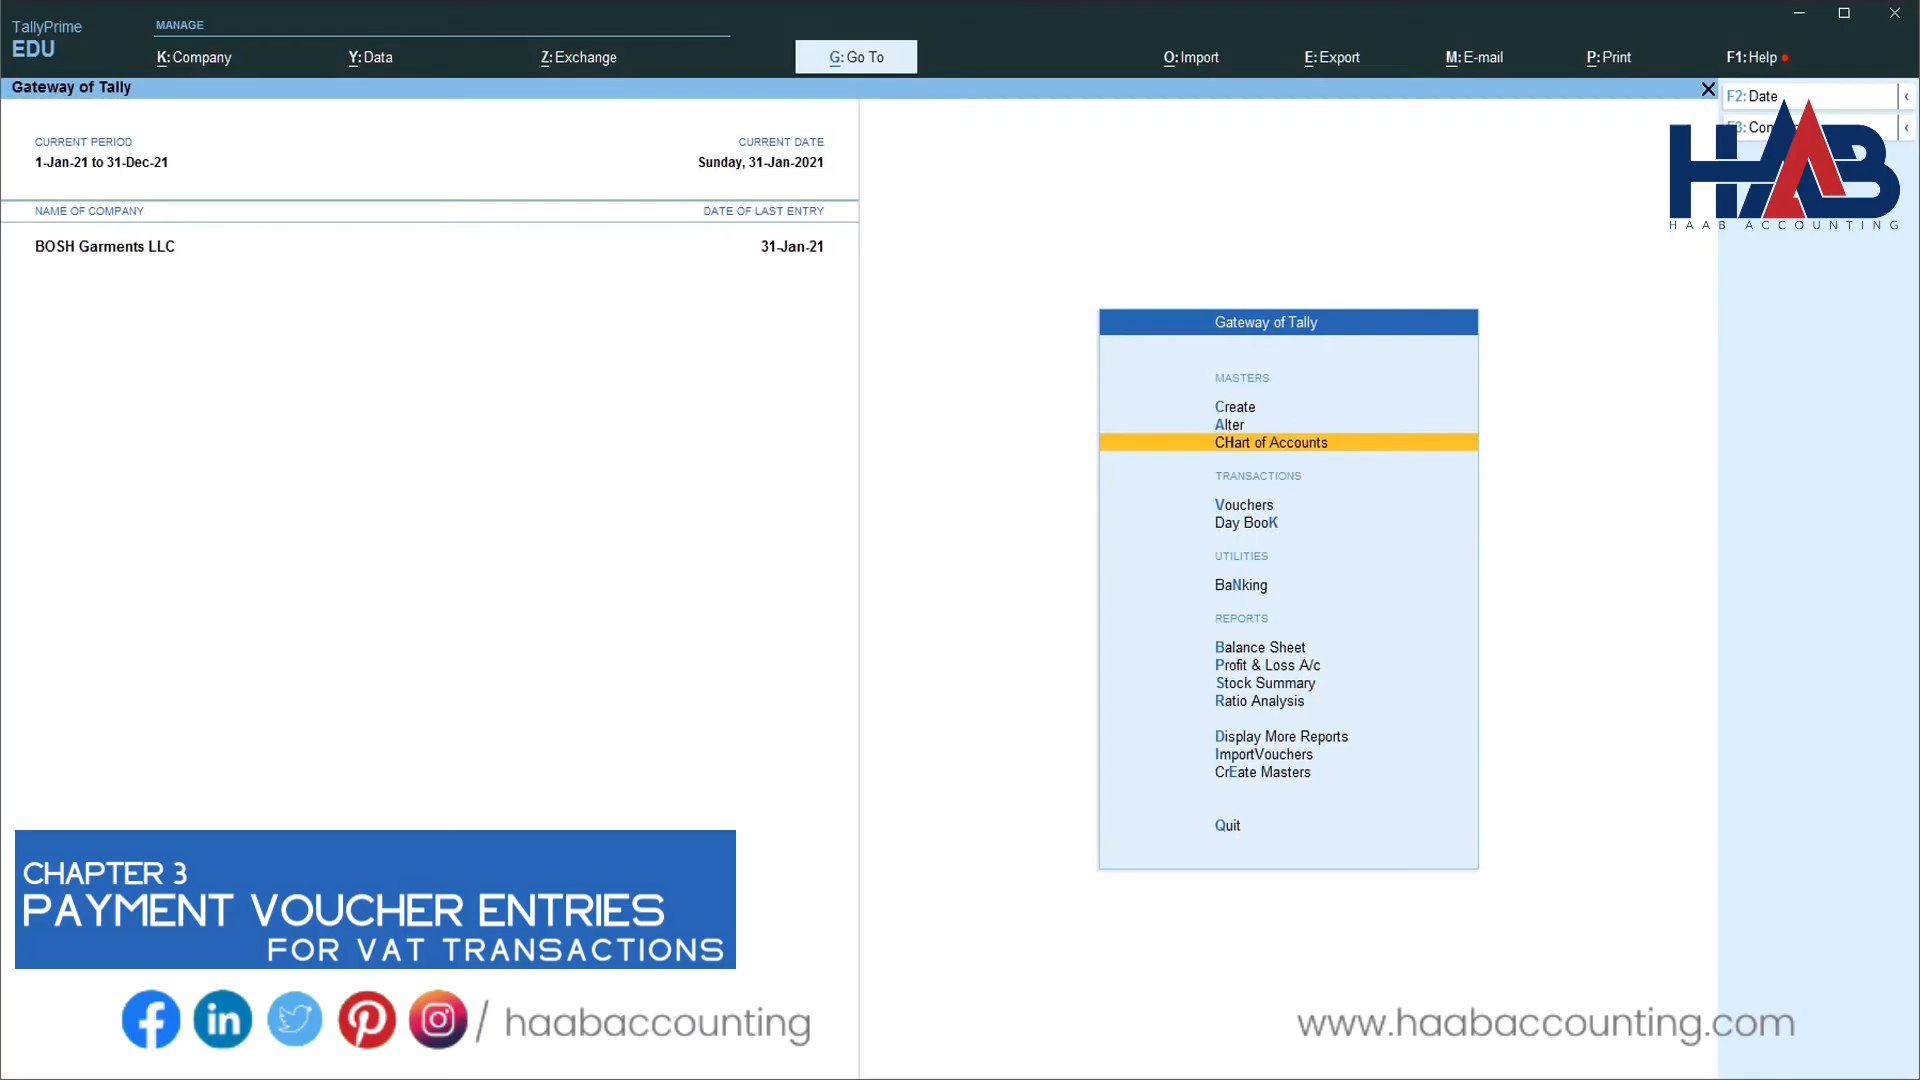 TallyPrime
EDU
MANAGE
K: Company
Y: Data
Z: Exchange
G: Go To
O: Import
E: Export
M: E-mail
P: Print
F1: Help
Gateway of Tally
F2: Date
CURRENT PERIOD
1-Jan-21 to 31-Dec-21
CURRENT DATE
Sunday, 31-Jan-2021
NAME OF COMPANY
DATE OF LAST ENTRY
BOSH Garments LLC
31-Jan-21
HAAB
HAAB ACCOUNTING
Gateway of Tally
MASTERS
Create
Alter
CHart of Accounts
TRANSACTIONS
Vouchers
Day BooK
UTILITIES
BaNking
REPORTS
Balance Sheet
Profit & Loss A/c
Stock Summary
Ratio Analysis
Display More Reports
ImportVouchers
CrEate Masters
Quit
CHAPTER 3
PAYMENT VOUCHER ENTRIES
FOR VAT TRANSACTIONS
/ haabaccounting
www.haabaccounting.com